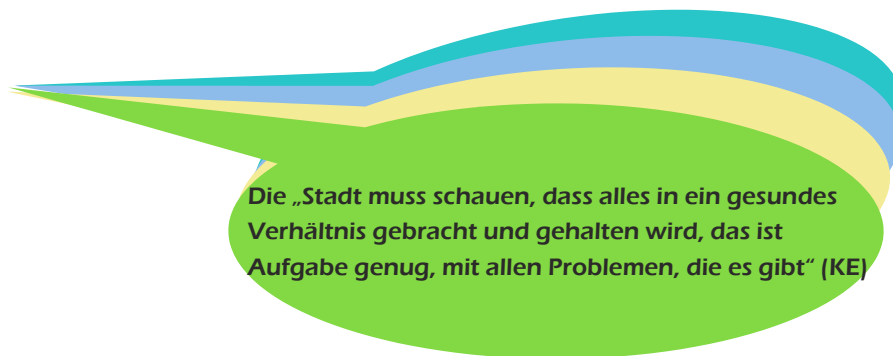 Die „Stadt muss schauen, dass alles in ein gesundes
Verhältnis gebracht und gehalten wird, das ist
Aufgabe genug, mit allen Problemen, die es gibt“ (KE)